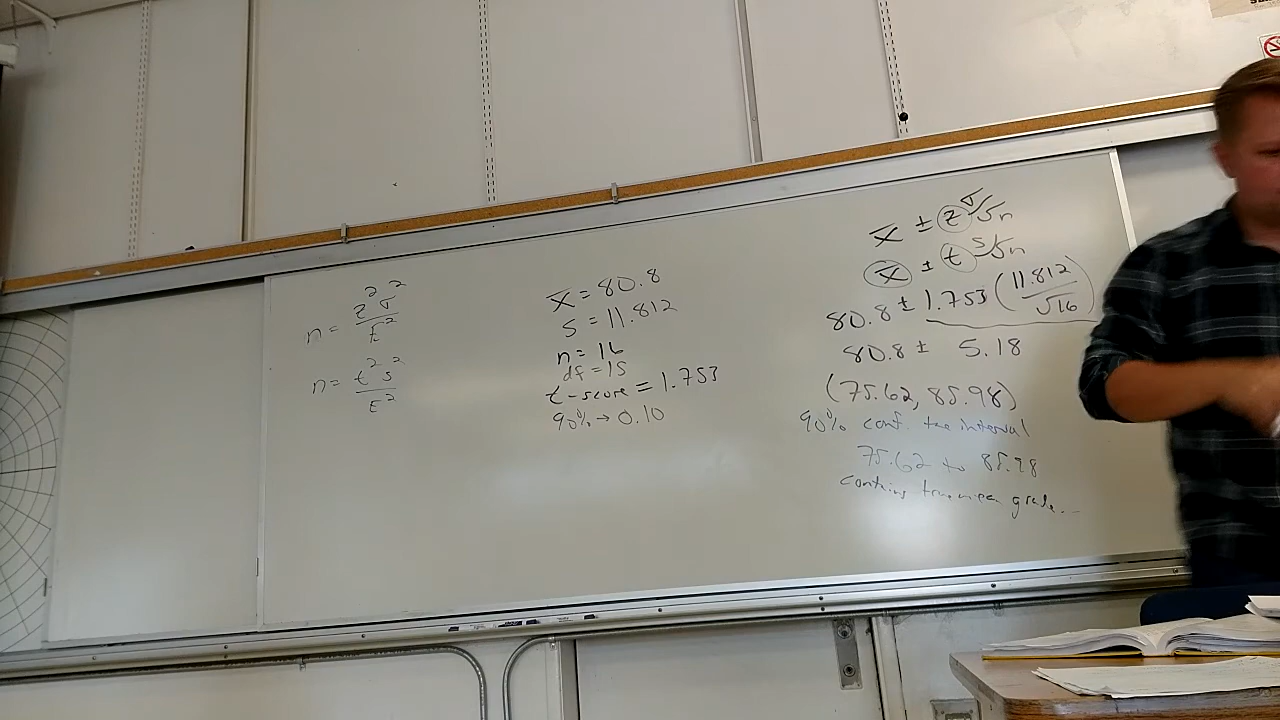 n = z²σ² / E²
n = t²s² / E²
x̄ = 80.8
s = 11.812
n = 16
df = 15
t-score = 1.753
90% → 0.10
x̄ ± z σ/√n
x̄ ± t s/√n
80.8 ± 1.753 (11.812 / √16)
80.8 ± 5.18
(75.62, 85.98)
90% conf. the interval
75.62 to 85.98
contains true mean grade...